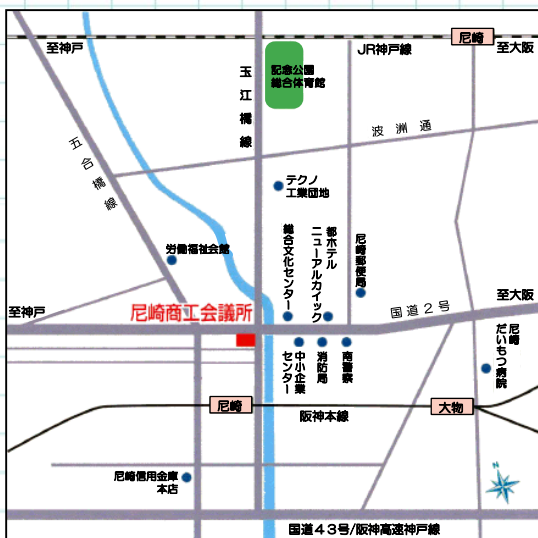 尼崎
至神戸
JR神戸線
至大阪
玉江橋線
記念公園
総合体育館
波洲通
五合橋線
テクノ
工業団地
労働福祉会館
総合文化センター
都ホテル
ニューアルカイック
尼崎郵便局
至大阪
至神戸
尼崎商工会議所
国道2号
中小企業
センター
消防局
南警察
尼崎
だいもつ病院
尼崎
大物
阪神本線
尼崎信用金庫
本店
N
国道43号/阪神高速神戸線